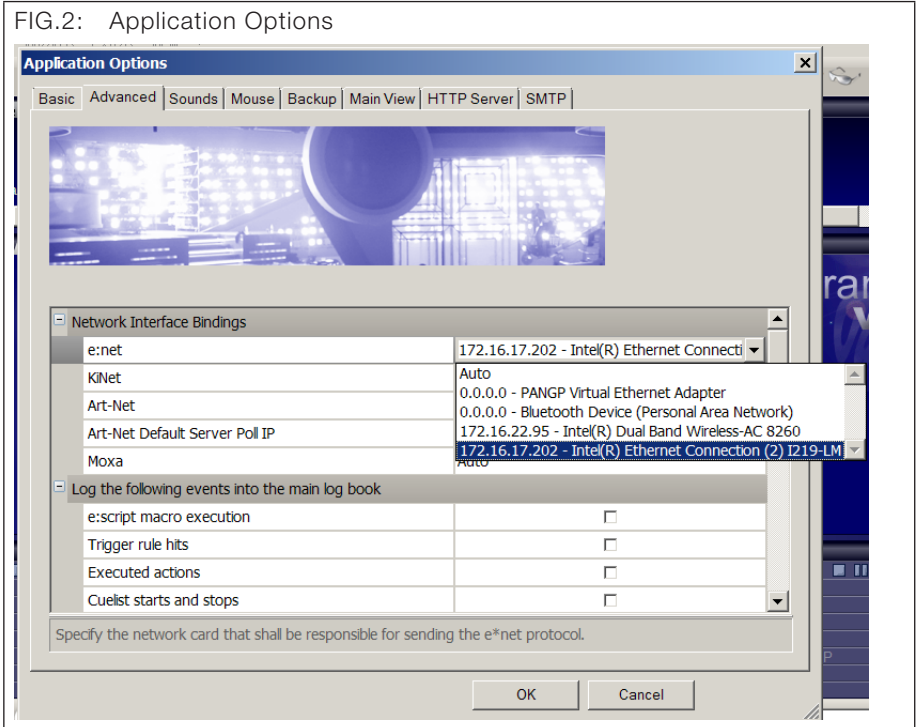 FIG.2: Application Options
Application Options
Basic Advanced Sounds Mouse Backup Main View HTTP Server SMTP
Network Interface Bindings
e:net 172.16.17.202 - Intel(R) Ethernet Connecti
KiNet Auto
0.0.0.0 - PANGP Virtual Ethernet Adapter
Art-Net 0.0.0.0 - Bluetooth Device (Personal Area Network)
Art-Net Default Server Poll IP 172.16.22.95 - Intel(R) Dual Band Wireless-AC 8260
172.16.17.202 - Intel(R) Ethernet Connection (2) I219-LM
Moxa Auto
Log the following events into the main log book
e:script macro execution
Trigger rule hits
Executed actions
Cuelist starts and stops
Specify the network card that shall be responsible for sending the e*net protocol.
OK Cancel